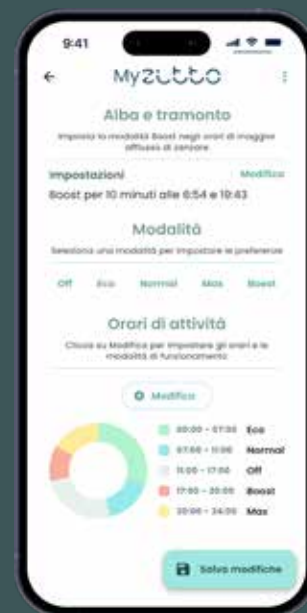 9:41
MyZUTTO
Alba e tramonto
Imposta la modalità Boost negli orari di maggior
afflusso di zanzare
Impostazioni Modifica
Boost per 10 minuti alle 6:54 e 19:43
Modalità
Seleziona una modalità per impostare le preferenze
Off Eco Normal Max Boost
Orari di attività
Clicca su Modifica per impostare gli orari e le
modalità di funzionamento
Modifica
00:00 - 07:00 Eco
07:00 - 11:00 Normal
11:00 - 17:00 Off
17:00 - 20:00 Boost
20:00 - 24:00 Max
Salva modifiche